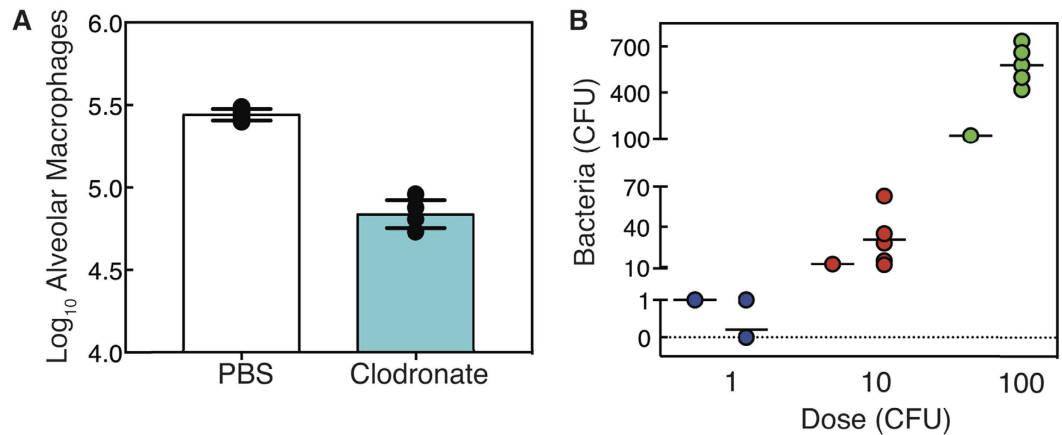 A
Log10 Alveolar Macrophages
6.0
5.5
5.0
4.5
4.0
PBS
Clodronate
B
Bacteria (CFU)
700
400
100
70
40
10
1
0
1
10
100
Dose (CFU)